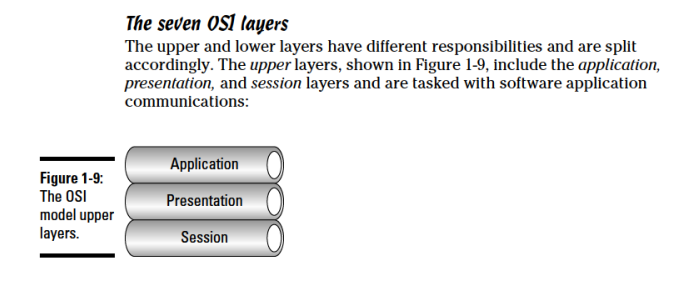 The seven OSI layers
The upper and lower layers have different responsibilities and are split
accordingly. The upper layers, shown in Figure 1-9, include the application,
presentation, and session layers and are tasked with software application
communications:
Figure 1-9:
The OSI
model upper
layers.
Application
Presentation
Session